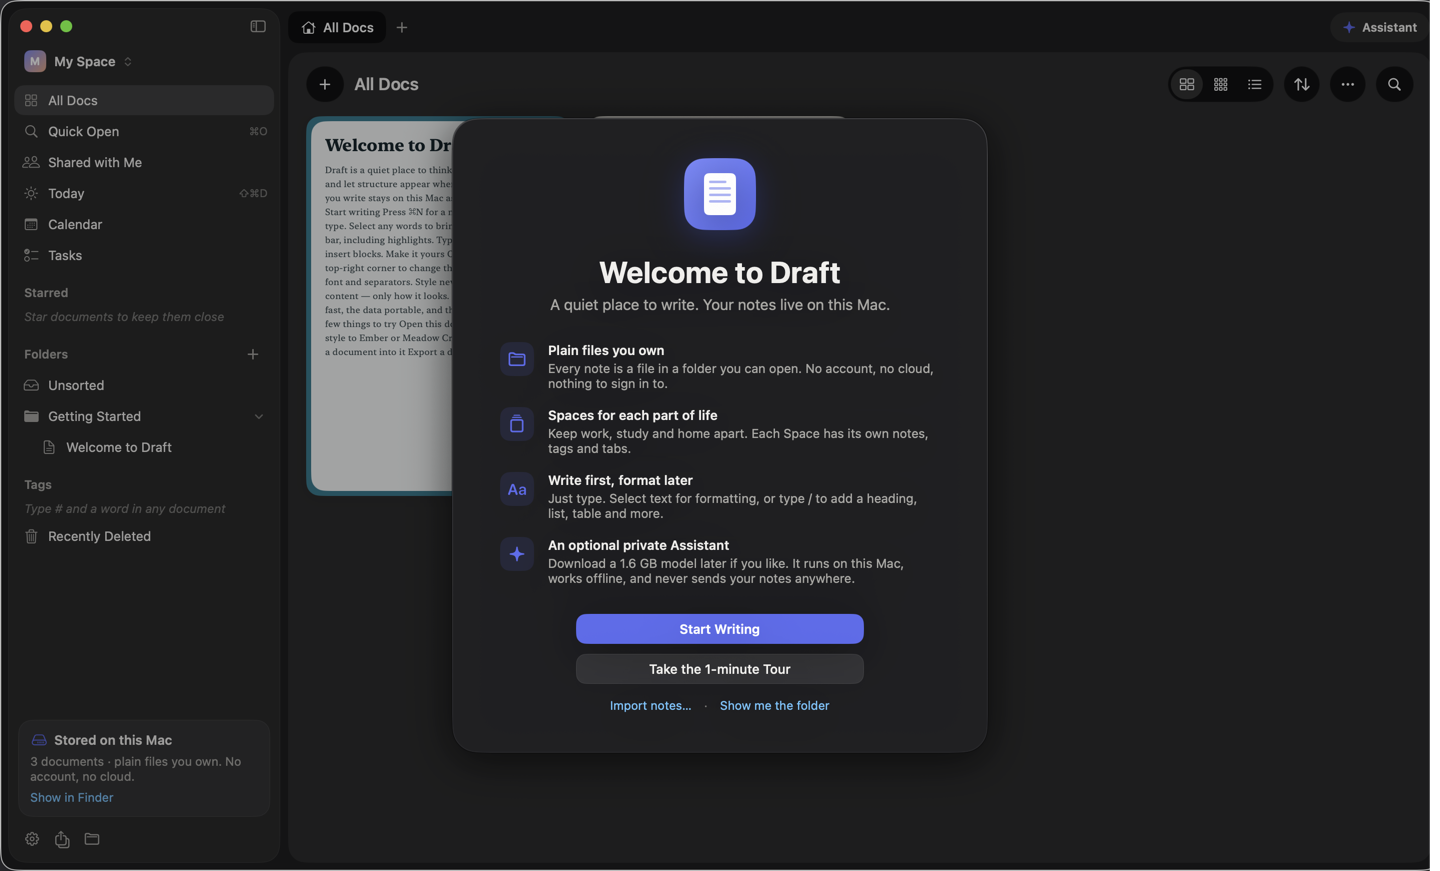 All Docs
Assistant
M My Space
All Docs
Quick Open ⌘O
Shared with Me
Today ⇧⌘D
Calendar
Tasks
Starred
Star documents to keep them close
Folders
Unsorted
Getting Started
Welcome to Draft
Tags
Type # and a word in any document
Recently Deleted
Stored on this Mac
3 documents · plain files you own. No
account, no cloud.
Show in Finder
All Docs
Welcome to Dr
Draft is a quiet place to think
and let structure appear whe
you write stays on this Mac a
Start writing Press ⌘N for a
type. Select any words to brin
bar, including highlights. Typ
insert blocks. Make it yours
top-right corner to change th
font and separators. Style ne
content — only how it looks.
fast, the data portable, and th
few things to try Open this d
style to Ember or Meadow Cr
a document into it Export a d
Welcome to Draft
A quiet place to write. Your notes live on this Mac.
Plain files you own
Every note is a file in a folder you can open. No account, no cloud,
nothing to sign in to.
Spaces for each part of life
Keep work, study and home apart. Each Space has its own notes,
tags and tabs.
Aa
Write first, format later
Just type. Select text for formatting, or type / to add a heading,
list, table and more.
An optional private Assistant
Download a 1.6 GB model later if you like. It runs on this Mac,
works offline, and never sends your notes anywhere.
Start Writing
Take the 1-minute Tour
Import notes... · Show me the folder